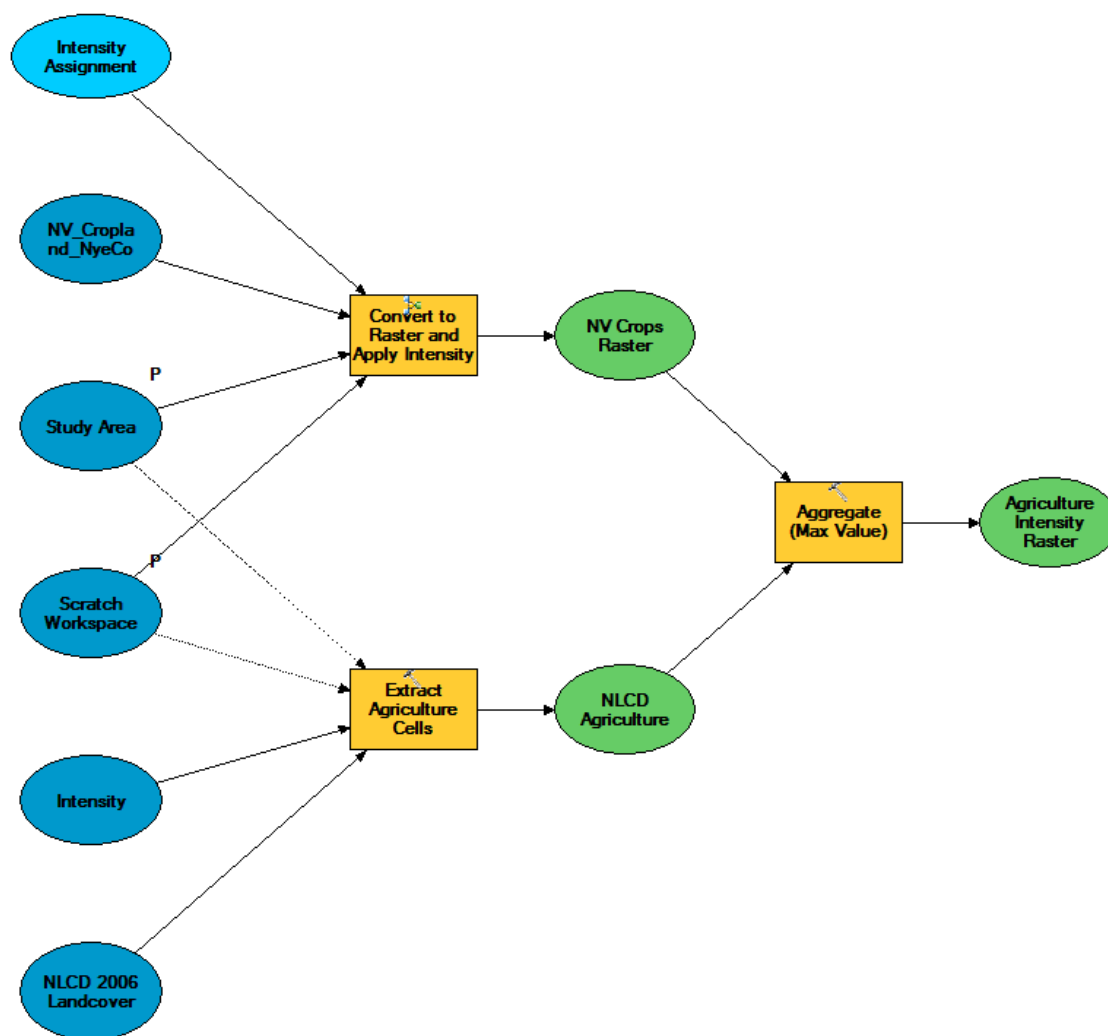 Intensity
Assignment
NV_Cropla
nd_NyeCo
Convert to
Raster and
Apply Intensity
NV Crops
Raster
P
Study Area
Aggregate
(Max Value)
Agriculture
Intensity
Raster
P
Scratch
Workspace
Extract
Agriculture
Cells
NLCD
Agriculture
Intensity
NLCD 2006
Landcover